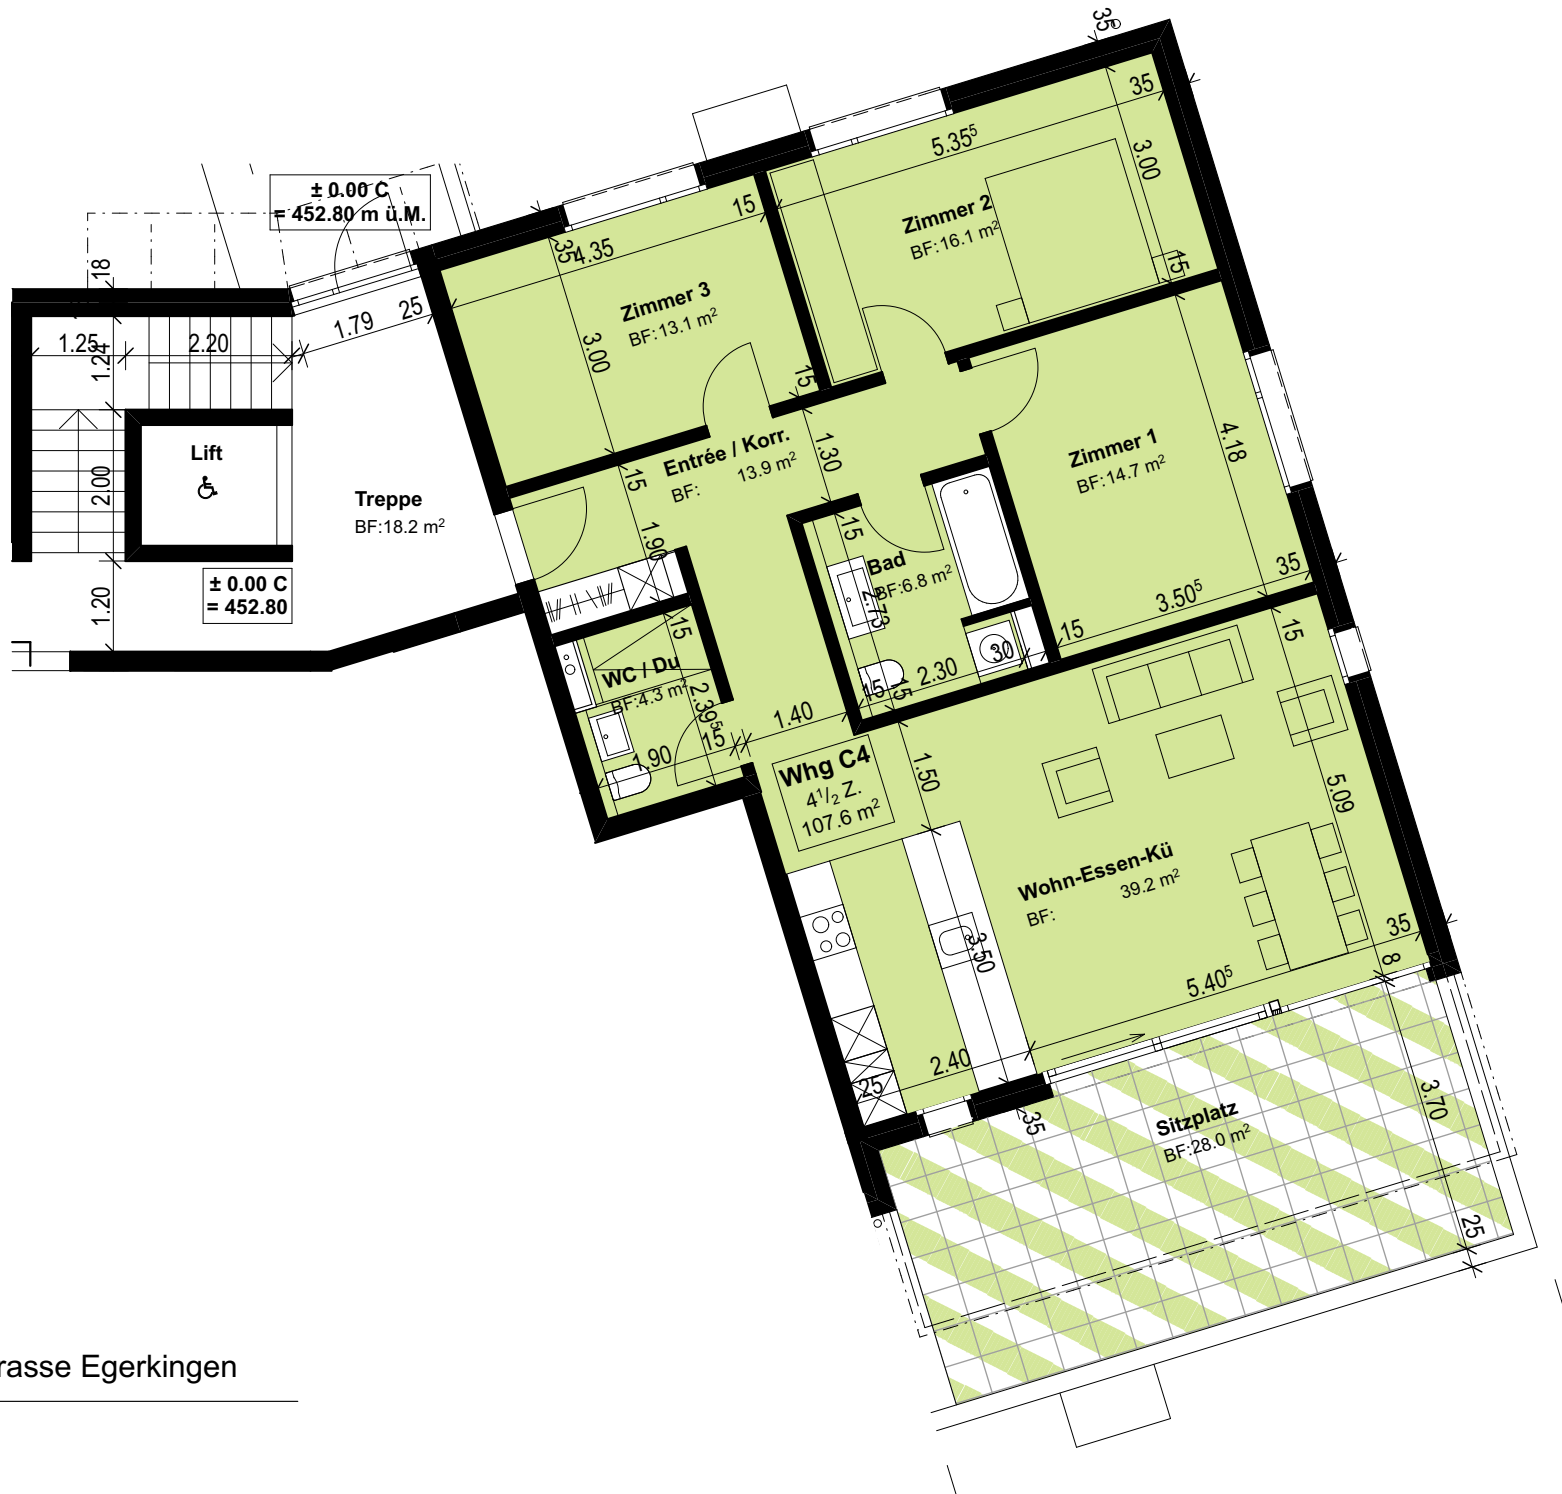 35⁵
35
5.35⁵
3.00
± 0.00 C
= 452.80 m ü.M.
15
Zimmer 2
BF:16.1 m²
35
4.35
15
18
25
1.79
Zimmer 3
BF:13.1 m²
3.00
1.25
1.24
2.20
15
Entrée / Korr.
BF: 13.9 m²
1.30
Zimmer 1
BF:14.7 m²
4.18
Lift
2.00
Treppe
BF:18.2 m²
15
1.90
15
Bad
BF:6.8 m²
2.73
35
3.50⁵
15
± 0.00 C
= 452.80
1.20
15
15
WC / Du
BF:4.3 m²
2.39⁵
30
2.30
15
15
1.40
15
1.90
Whg C4
4¹/₂ Z.
107.6 m²
1.50
5.09
Wohn-Essen-Kü
BF: 39.2 m²
3.50
35
8
5.40⁵
2.40
25
35
3.70
Sitzplatz
BF:28.0 m²
25
rasse Egerkingen